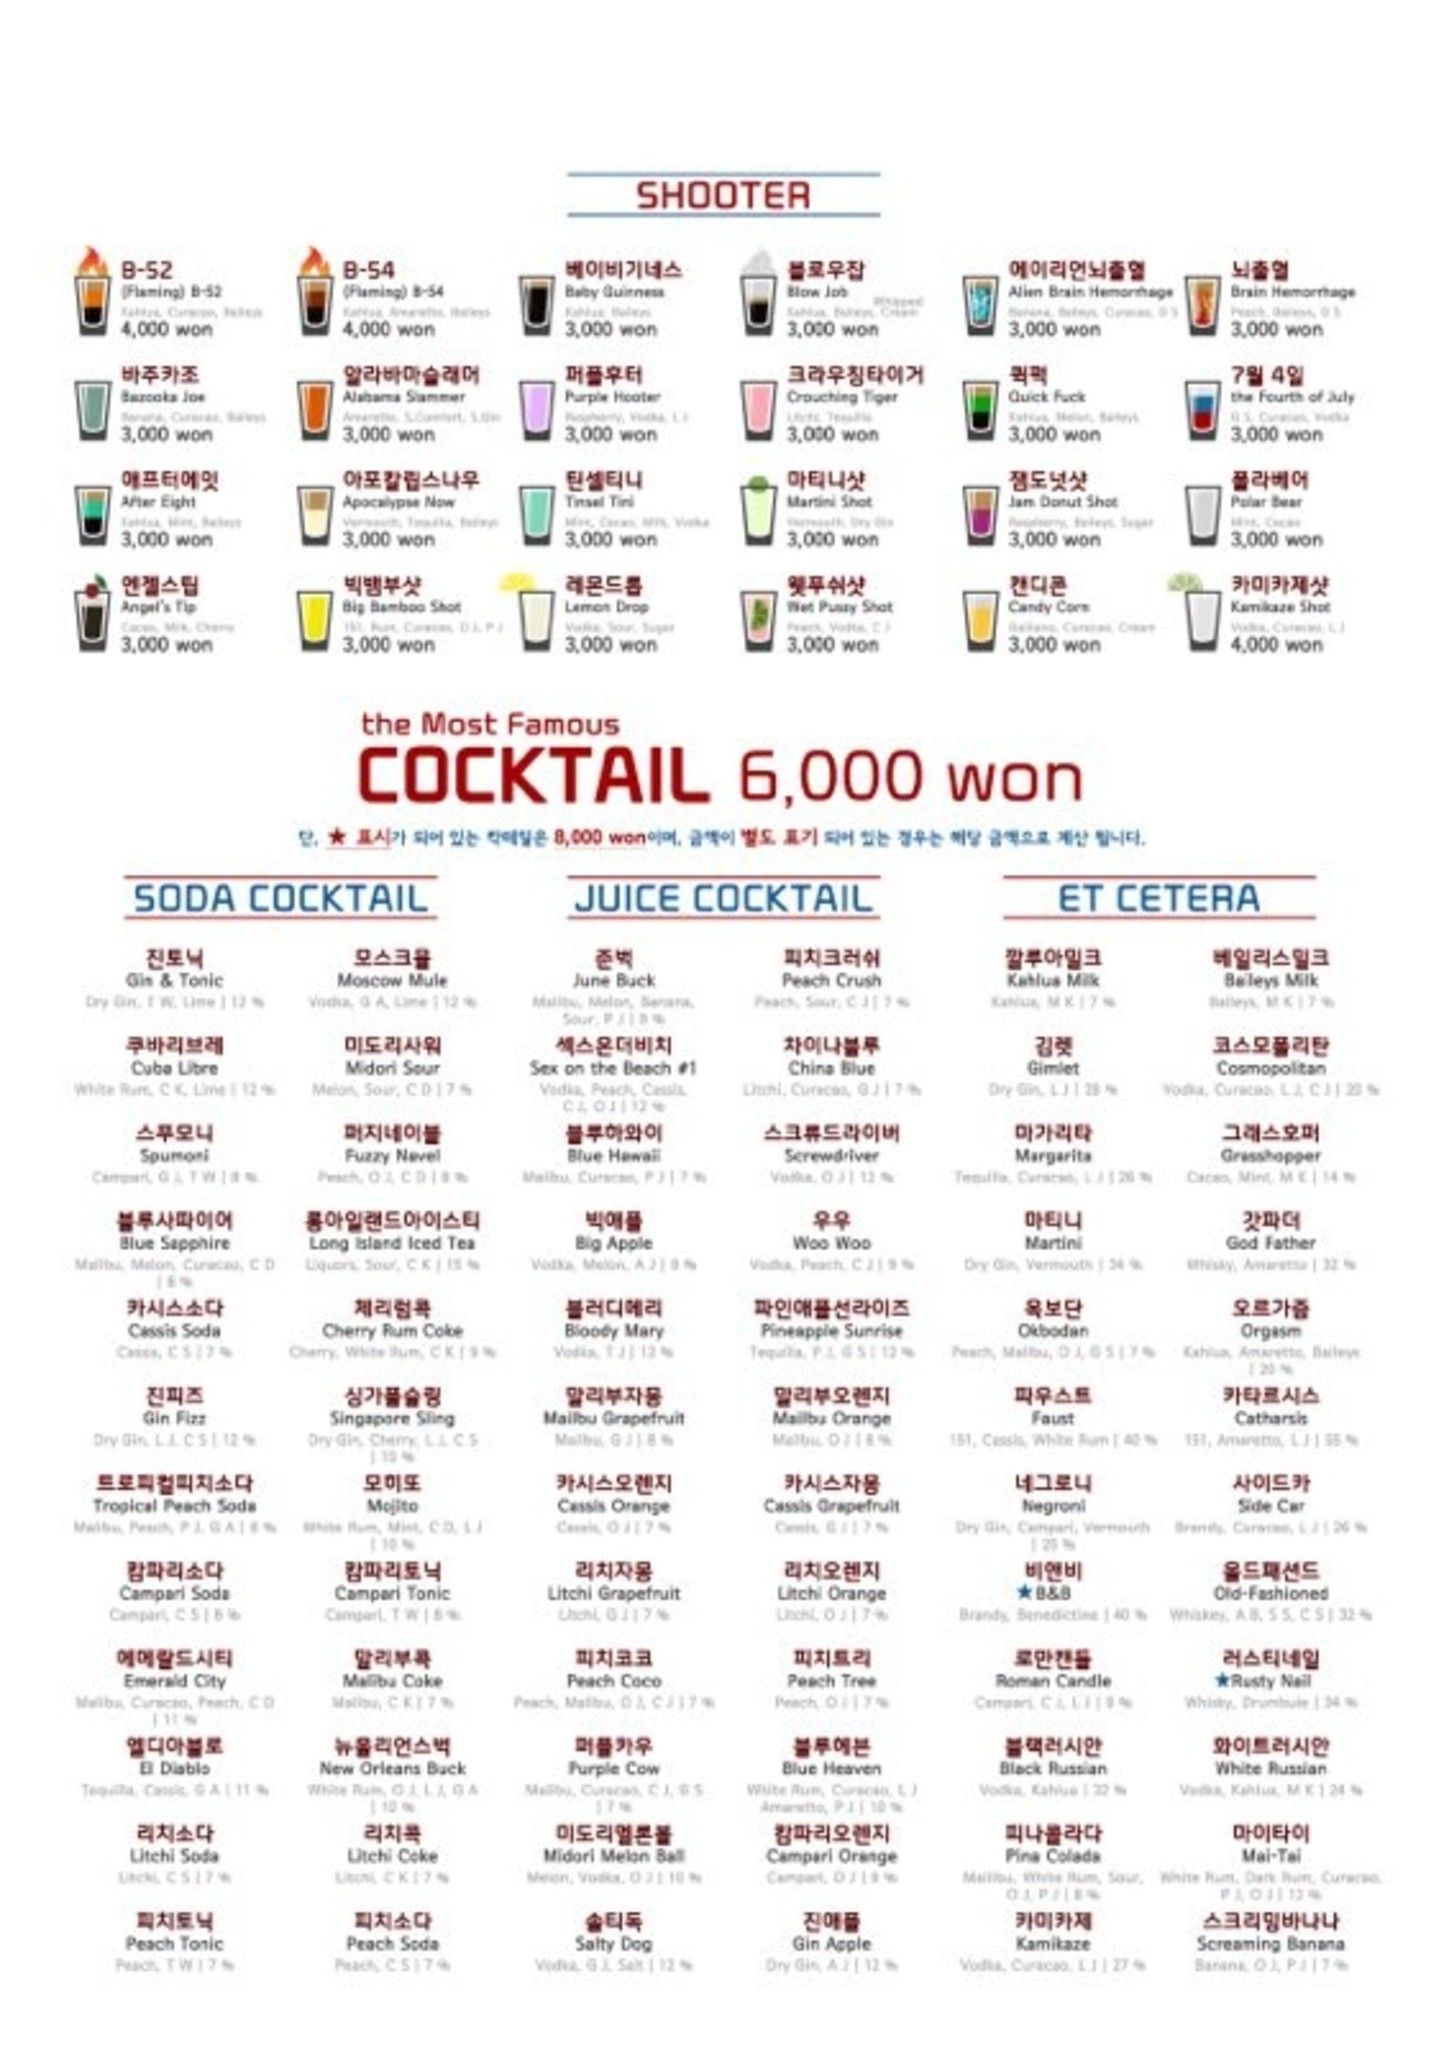 SHOOTER
B-52
(Flaming) B-52
Kahlua, Curacao, Baileys
4,000 won
B-54
(Flaming) B-54
Kahlua, Amaretto, Baileys
4,000 won
베이비기네스
Baby Guinness
Kahlua, Baileys
3,000 won
블로우잡
Blow Job
Kahlua, Baileys, Whipped Cream
3,000 won
에이리언뇌출혈
Alien Brain Hemorrhage
Banana, Baileys, Curacao, G S
3,000 won
뇌출혈
Brain Hemorrhage
Peach, Baileys, G S
3,000 won
바주카조
Bazooka Joe
Banana, Curacao, Baileys
3,000 won
알라바마슬래머
Alabama Slammer
Amaretto, S.Comfort, S.Gin
3,000 won
퍼플후터
Purple Hooter
Raspberry, Vodka, L J
3,000 won
크라우칭타이거
Crouching Tiger
Litchi, Tequila
3,000 won
퀵퍽
Quick Fuck
Kahlua, Melon, Baileys
3,000 won
7월 4일
the Fourth of July
G S, Curacao, Vodka
3,000 won
애프터에잇
After Eight
Kahlua, Mint, Baileys
3,000 won
아포칼립스나우
Apocalypse Now
Vermouth, Tequila, Baileys
3,000 won
틴셀티니
Tinsel Tini
Mint, Cacao, Milk, Vodka
3,000 won
마티니샷
Martini Shot
Vermouth, Dry Gin
3,000 won
잼도넛샷
Jam Donut Shot
Raspberry, Baileys, Sugar
3,000 won
폴라베어
Polar Bear
Mint, Cacao
3,000 won
엔젤스팁
Angel's Tip
Cacao, Milk, Cherry
3,000 won
빅뱀부샷
Big Bamboo Shot
151, Rum, Curacao, O J, P J
3,000 won
레몬드롭
Lemon Drop
Vodka, Sour, Sugar
3,000 won
웻푸쉬샷
Wet Pussy Shot
Peach, Vodka, C J
3,000 won
캔디콘
Candy Corn
Galliano, Curacao, Cream
3,000 won
카미카제샷
Kamikaze Shot
Vodka, Curacao, L J
4,000 won
the Most Famous
COCKTAIL 6,000 won
단, ★ 표시가 되어 있는 칵테일은 8,000 won이며, 금액이 별도 표기 되어 있는 경우는 해당 금액으로 계산 됩니다.
SODA COCKTAIL
진토닉
Gin & Tonic
Dry Gin, T W, Lime | 12 %
모스크뮬
Moscow Mule
Vodka, G A, Lime | 12 %
쿠바리브레
Cuba Libre
White Rum, C K, Lime | 12 %
미도리사워
Midori Sour
Melon, Sour, C D | 7 %
스푸모니
Spumoni
Campari, G J, T W | 8 %
퍼지네이블
Fuzzy Navel
Peach, O J, C D | 8 %
블루사파이어
Blue Sapphire
Malibu, Melon, Curacao, C D
| 8 %
롱아일랜드아이스티
Long Island Iced Tea
Liquors, Sour, C K | 15 %
카시스소다
Cassis Soda
Cassis, C S | 7 %
체리럼콕
Cherry Rum Coke
Cherry, White Rum, C K | 9 %
진피즈
Gin Fizz
Dry Gin, L J, C S | 12 %
싱가폴슬링
Singapore Sling
Dry Gin, Cherry, L J, C S
| 10 %
트로피컬피치소다
Tropical Peach Soda
Malibu, Peach, P J, G A | 8 %
모히또
Mojito
White Rum, Mint, C D, L J
| 10 %
캄파리소다
Campari Soda
Campari, C S | 8 %
캄파리토닉
Campari Tonic
Campari, T W | 8 %
에메랄드시티
Emerald City
Malibu, Curacao, Peach, C D
| 11 %
말리부콕
Malibu Coke
Malibu, C K | 7 %
엘디아블로
El Diablo
Tequila, Cassis, G A | 11 %
뉴올리언스벅
New Orleans Buck
White Rum, O J, L J, G A
| 10 %
리치소다
Litchi Soda
Litchi, C S | 7 %
리치콕
Litchi Coke
Litchi, C K | 7 %
피치토닉
Peach Tonic
Peach, T W | 7 %
피치소다
Peach Soda
Peach, C S | 7 %
JUICE COCKTAIL
준벅
June Buck
Malibu, Melon, Banana,
Sour, P J | 9 %
피치크러쉬
Peach Crush
Peach, Sour, C J | 7 %
섹스온더비치
Sex on the Beach #1
Vodka, Peach, Cassis,
C J, O J | 12 %
차이나블루
China Blue
Litchi, Curacao, G J | 7 %
블루하와이
Blue Hawaii
Malibu, Curacao, P J | 7 %
스크류드라이버
Screwdriver
Vodka, O J | 12 %
빅애플
Big Apple
Vodka, Melon, A J | 9 %
우우
Woo Woo
Vodka, Peach, C J | 9 %
블러디메리
Bloody Mary
Vodka, T J | 12 %
파인애플선라이즈
Pineapple Sunrise
Tequila, P J, G S | 12 %
말리부자몽
Malibu Grapefruit
Malibu, G J | 8 %
말리부오렌지
Malibu Orange
Malibu, O J | 8 %
카시스오렌지
Cassis Orange
Cassis, O J | 7 %
카시스자몽
Cassis Grapefruit
Cassis, G J | 7 %
리치자몽
Litchi Grapefruit
Litchi, G J | 7 %
리치오렌지
Litchi Orange
Litchi, O J | 7 %
피치코코
Peach Coco
Peach, Malibu, O J, C J | 7 %
피치트리
Peach Tree
Peach, O J | 7 %
퍼플카우
Purple Cow
Malibu, Curacao, C J, G S
| 7 %
블루헤븐
Blue Heaven
White Rum, Curacao, L J
Amaretto, P J | 10 %
미도리멜론볼
Midori Melon Ball
Melon, Vodka, O J | 10 %
캄파리오렌지
Campari Orange
Campari, O J | 9 %
솔티독
Salty Dog
Vodka, G J, Salt | 12 %
진애플
Gin Apple
Dry Gin, A J | 12 %
ET CETERA
깔루아밀크
Kahlua Milk
Kahlua, M K | 7 %
베일리스밀크
Baileys Milk
Baileys, M K | 7 %
김렛
Gimlet
Dry Gin, L J | 28 %
코스모폴리탄
Cosmopolitan
Vodka, Curacao, L J, C J | 20 %
마가리타
Margarita
Tequila, Curacao, L J | 26 %
그래스호퍼
Grasshopper
Cacao, Mint, M K | 14 %
마티니
Martini
Dry Gin, Vermouth | 34 %
갓파더
God Father
Whisky, Amaretto | 32 %
옥보단
Okbodan
Peach, Malibu, O J, G S | 7 %
오르가즘
Orgasm
Kahlua, Amaretto, Baileys
| 20 %
파우스트
Faust
151, Cassis, White Rum | 40 %
카타르시스
Catharsis
151, Amaretto, L J | 55 %
네그로니
Negroni
Dry Gin, Campari, Vermouth
| 25 %
사이드카
Side Car
Brandy, Curacao, L J | 26 %
비앤비
★B&B
Brandy, Benedictine | 40 %
올드패션드
Old-Fashioned
Whiskey, A B, S S, C S | 32 %
로만캔들
Roman Candle
Campari, C J, L J | 9 %
러스티네일
★Rusty Nail
Whisky, Drambuie | 34 %
블랙러시안
Black Russian
Vodka, Kahlua | 32 %
화이트러시안
White Russian
Vodka, Kahlua, M K | 24 %
피나콜라다
Pina Colada
Malibu, White Rum, Sour,
O J, P J | 8 %
마이타이
Mai-Tai
White Rum, Dark Rum, Curacao,
P J, O J | 12 %
카미카제
Kamikaze
Vodka, Curacao, L J | 27 %
스크리밍바나나
Screaming Banana
Banana, O J, P J | 7 %